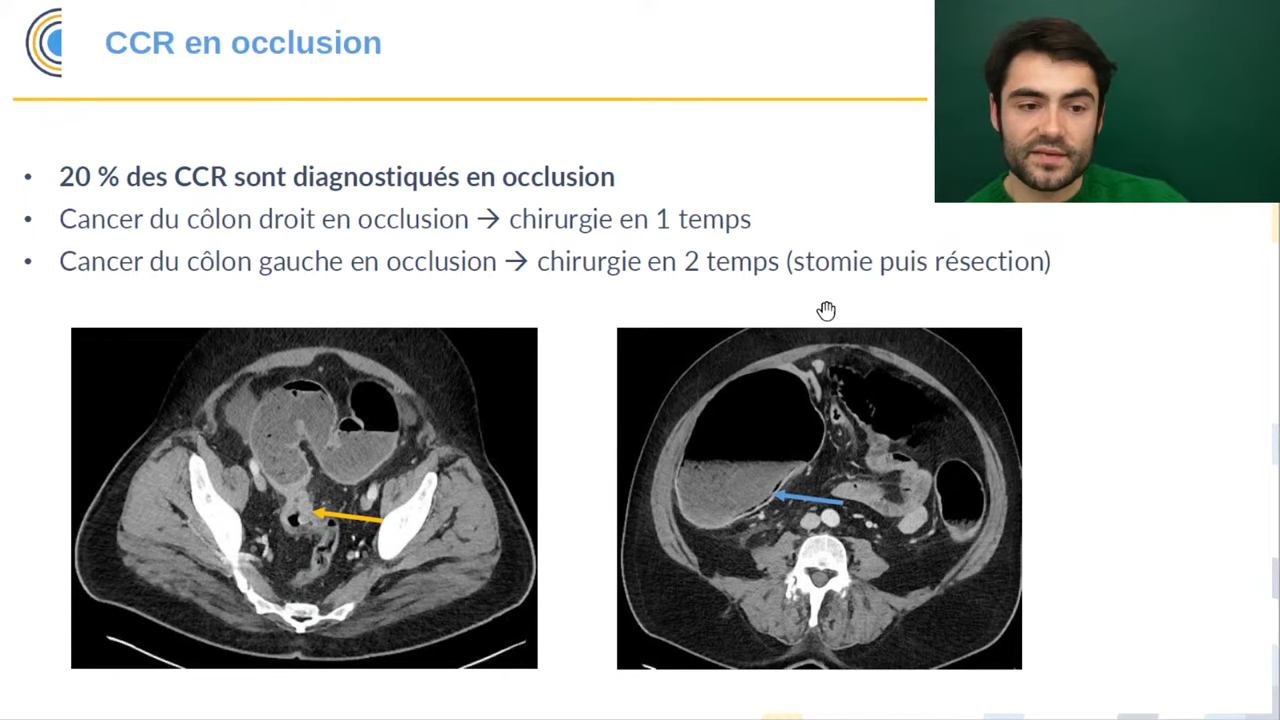 CCR en occlusion
• 20 % des CCR sont diagnostiqués en occlusion
• Cancer du côlon droit en occlusion → chirurgie en 1 temps
• Cancer du côlon gauche en occlusion → chirurgie en 2 temps (stomie puis résection)